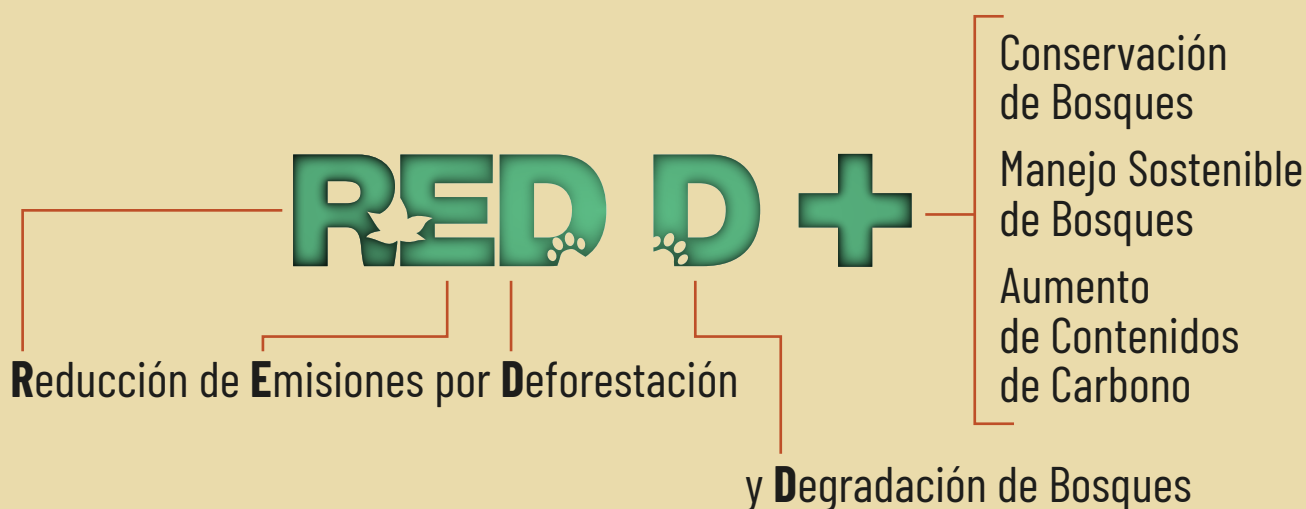 RED D +
Reducción de Emisiones por Deforestación
y Degradación de Bosques
Conservación
de Bosques
Manejo Sostenible
de Bosques
Aumento
de Contenidos
de Carbono